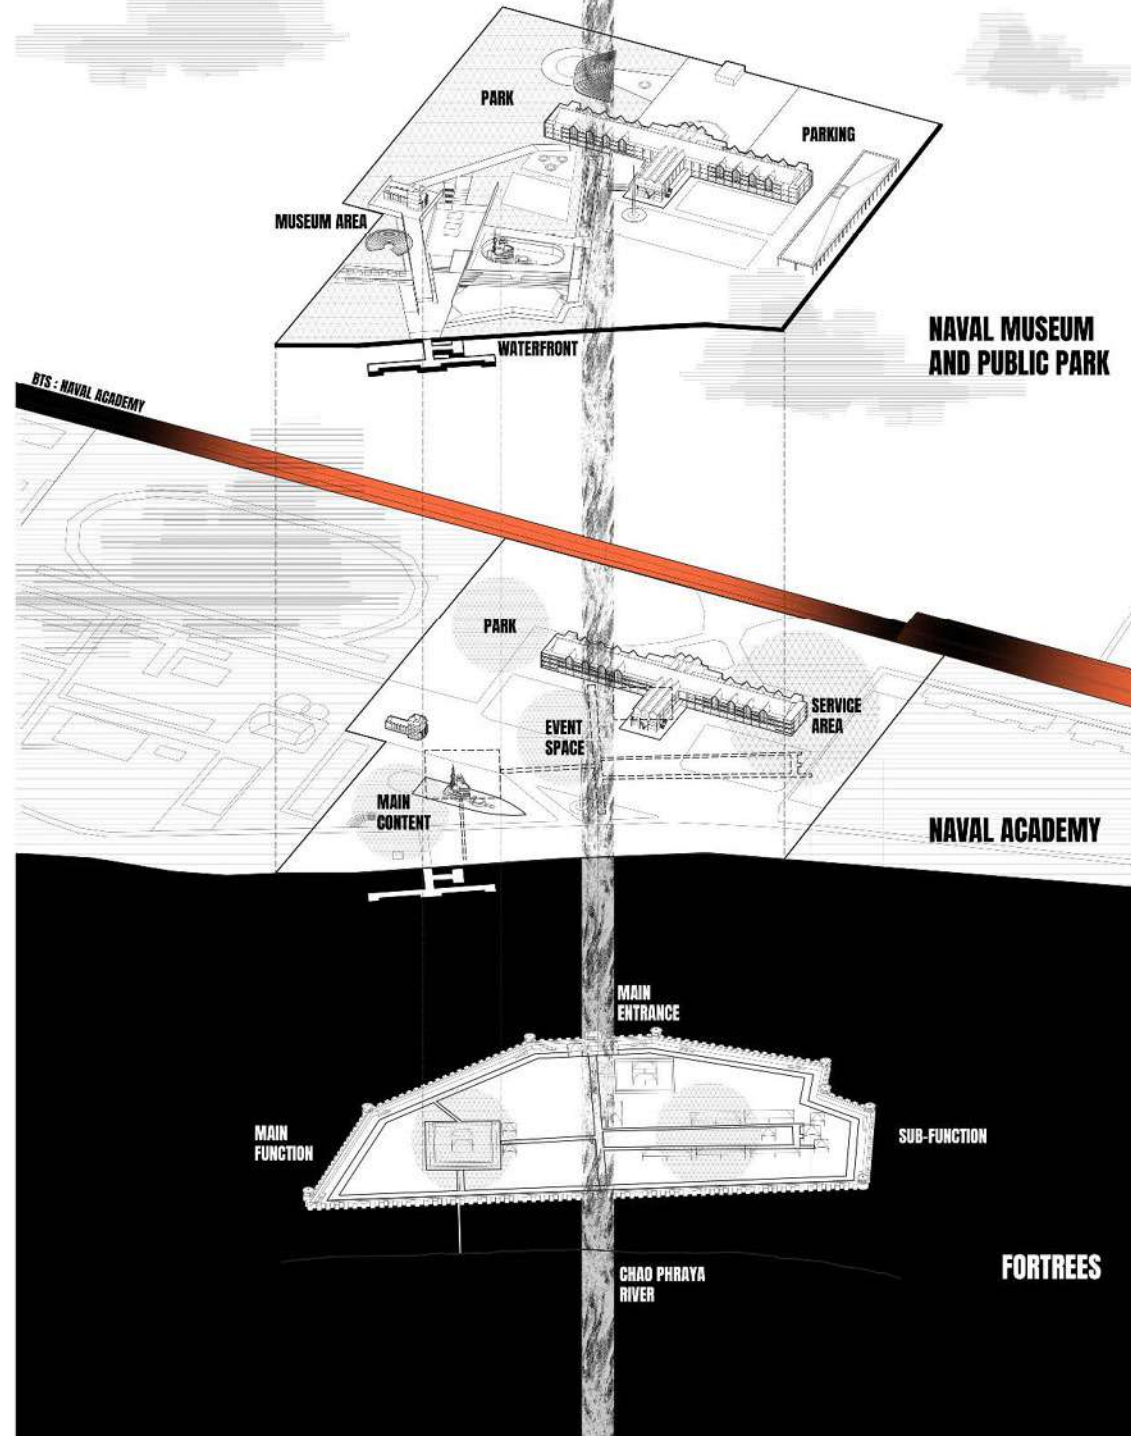 PARK
PARKING
MUSEUM AREA
WATERFRONT
NAVAL MUSEUM
AND PUBLIC PARK
BTS : NAVAL ACADEMY
PARK
SERVICE
AREA
EVENT
SPACE
MAIN
CONTENT
NAVAL ACADEMY
MAIN
ENTRANCE
MAIN
FUNCTION
SUB-FUNCTION
FORTREES
CHAO PHRAYA
RIVER